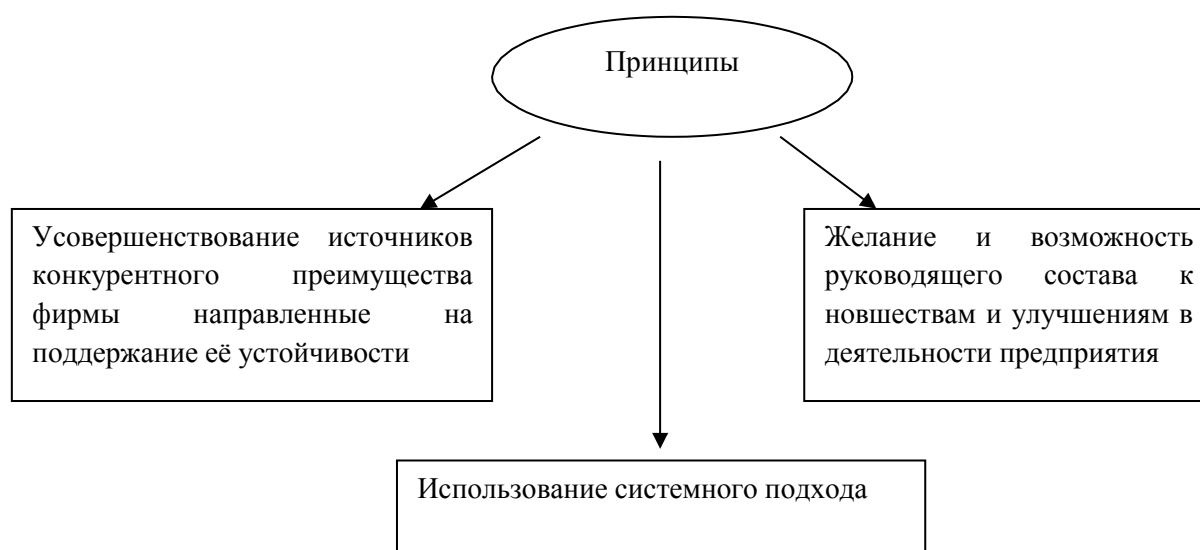 Принципы
Усовершенствование источников
конкурентного преимущества
фирмы направленные на
поддержание её устойчивости
Желание и возможность
руководящего состава к
новшествам и улучшениям в
деятельности предприятия
Использование системного подхода